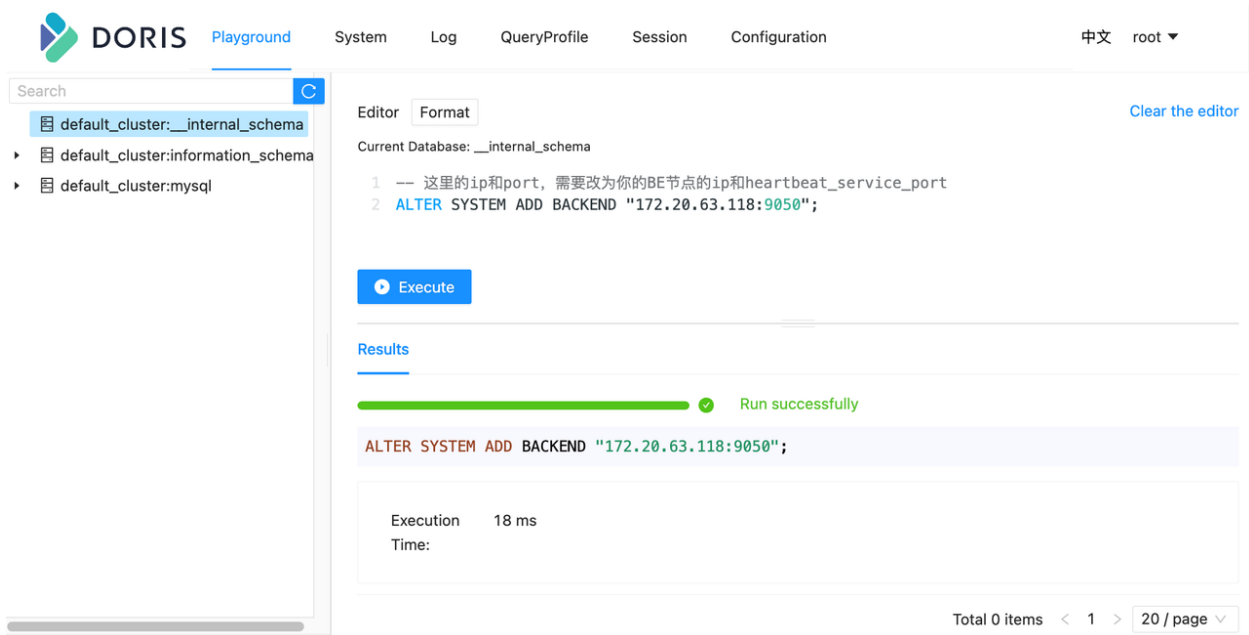 DORIS
Playground
System
Log
QueryProfile
Session
Configuration
中文
root
Search
default_cluster:__internal_schema
default_cluster:information_schema
default_cluster:mysql
Editor
Format
Clear the editor
Current Database: __internal_schema
1 -- 这里的ip和port，需要改为你的BE节点的ip和heartbeat_service_port
2 ALTER SYSTEM ADD BACKEND "172.20.63.118:9050";
Execute
Results
Run successfully
ALTER SYSTEM ADD BACKEND "172.20.63.118:9050";
Execution 18 ms
Time:
Total 0 items < 1 > 20 / page